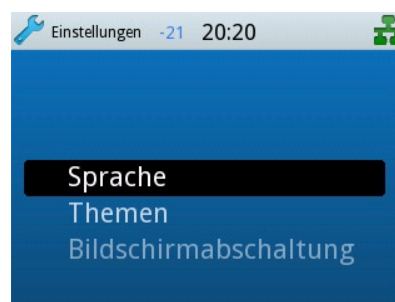 Einstellungen -21 20:20
Sprache
Themen
Bildschirmabschaltung